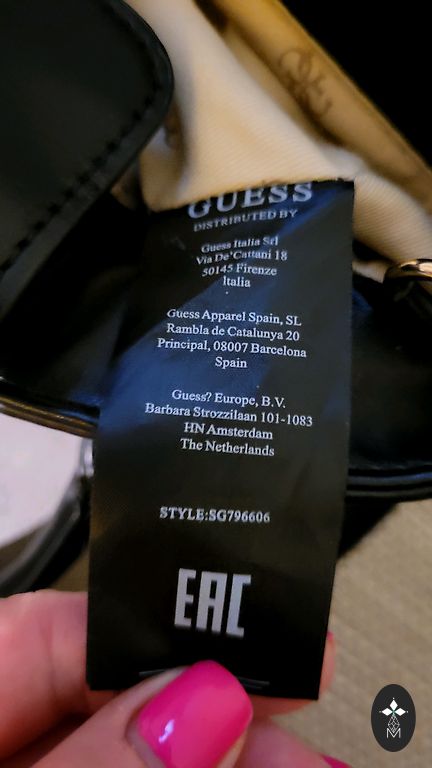 GUESS
DISTRIBUTED BY
Guess Italia Srl
Via De'Cattani 18
50145 Firenze
Italia
Guess Apparel Spain, SL
Rambla de Catalunya 20
Principal, 08007 Barcelona
Spain
Guess? Europe, B.V.
Barbara Strozzilaan 101-1083
HN Amsterdam
The Netherlands
STYLE:SG796606
EAC
M